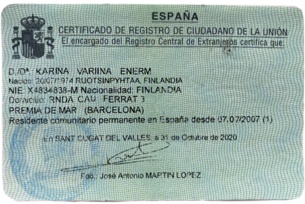 ESPAÑA
CERTIFICADO DE REGISTRO DE CIUDADANO DE LA UNIÓN
El encargado del Registro Central de Extranjeros certifica que:
D./Dª KARINA VARIINA ENERM
Nacido 20/07/1974 RUOTSINPYHTAA, FINLANDIA
NIE: X4834838-M Nacionalidad: FINLANDIA
Domicilio: RNDA CAU FERRAT 3
PREMIA DE MAR (BARCELONA)
Residente comunitario permanente en España desde 07/07/2007 (1)
en SANT CUGAT DEL VALLES, a 31 de Octubre de 2020
Fdo.: José Antonio MARTIN LOPEZ